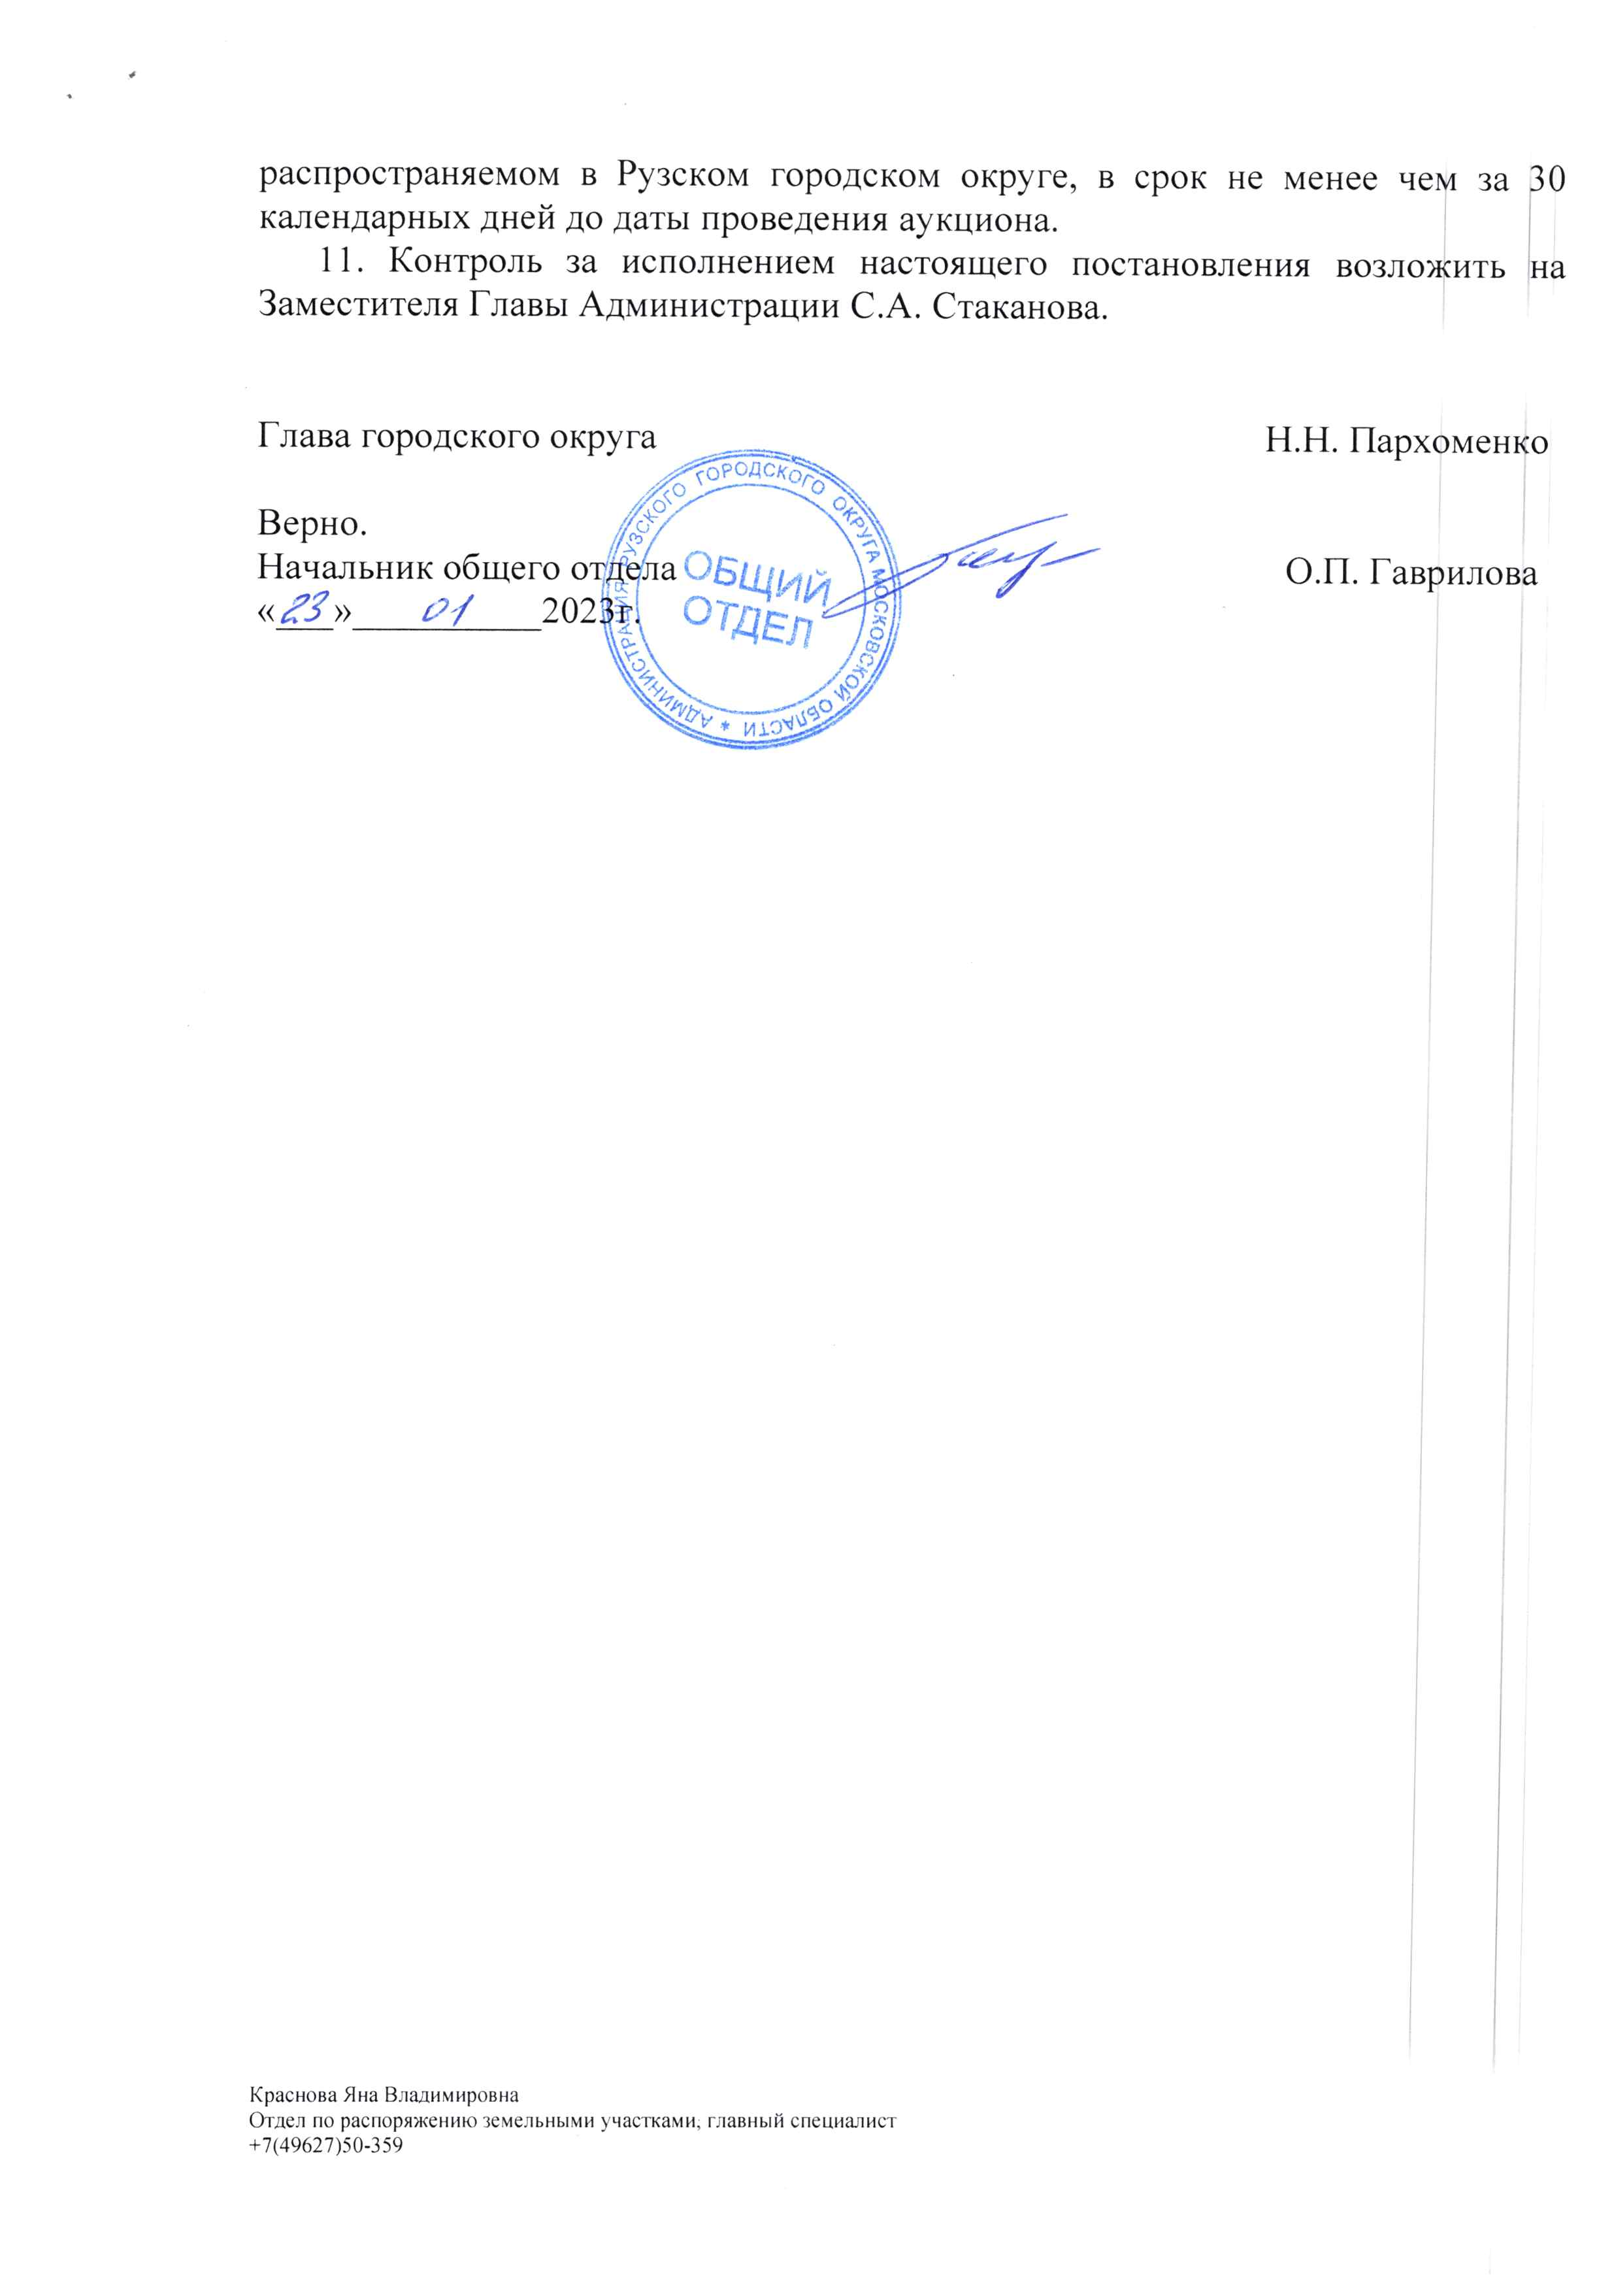 распространяемом в Рузском городском округе, в срок не менее чем за 30
календарных дней до даты проведения аукциона.
11. Контроль за исполнением настоящего постановления возложить на
Заместителя Главы Администрации С.А. Стаканова.
Глава городского округа Н.Н. Пархоменко
Верно.
Начальник общего отдела О.П. Гаврилова
«23» 01 2023г.
АДМИНИСТРАЦИЯ РУЗСКОГО ГОРОДСКОГО ОКРУГА МОСКОВСКОЙ ОБЛАСТИ *
ОБЩИЙ
ОТДЕЛ
Краснова Яна Владимировна
Отдел по распоряжению земельными участками, главный специалист
+7(49627)50-359